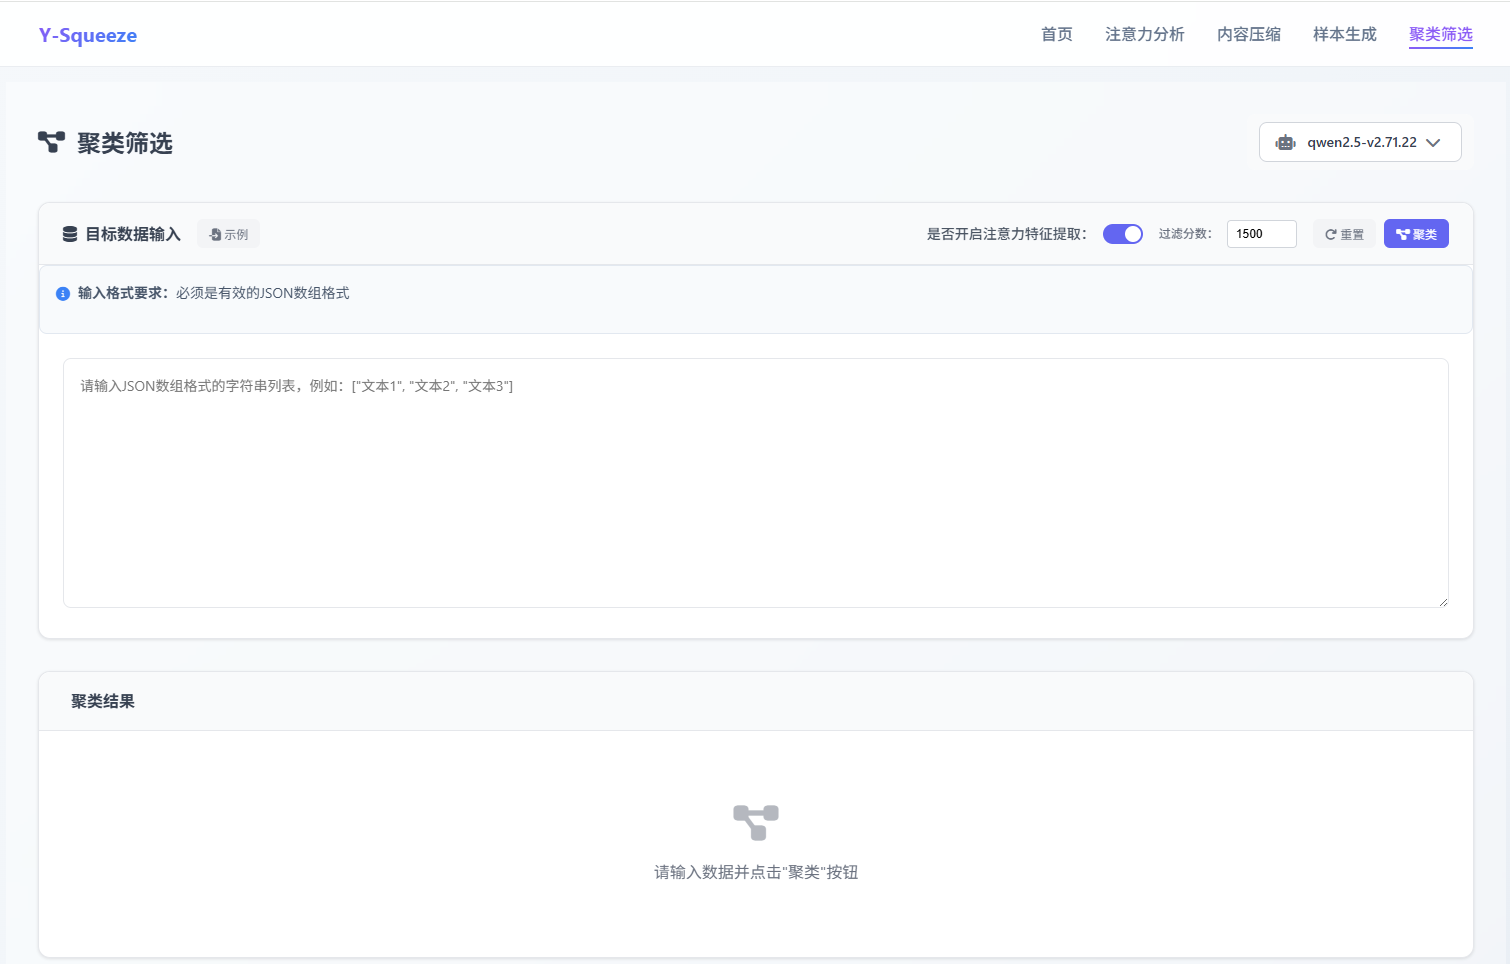 Y-Squeeze
首页 注意力分析 内容压缩 样本生成 聚类筛选
聚类筛选
qwen2.5-v2.71.22
目标数据输入 示例 是否开启注意力特征提取： 过滤分数： 1500 重置 聚类
输入格式要求：必须是有效的JSON数组格式
请输入JSON数组格式的字符串列表，例如：["文本1", "文本2", "文本3"]
聚类结果
请输入数据并点击"聚类"按钮